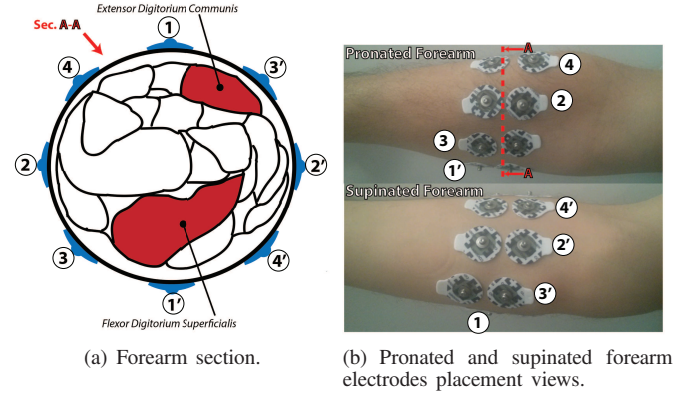 Extensor Digitorium Communis
Sec. A-A
1
4
3'
2
2'
3
4'
1'
Flexor Digitorium Superficialis
(a) Forearm section.
Pronated Forearm
A
4
2
3
1'
A
Supinated Forearm
4'
2'
3'
1
(b) Pronated and supinated forearm
electrodes placement views.